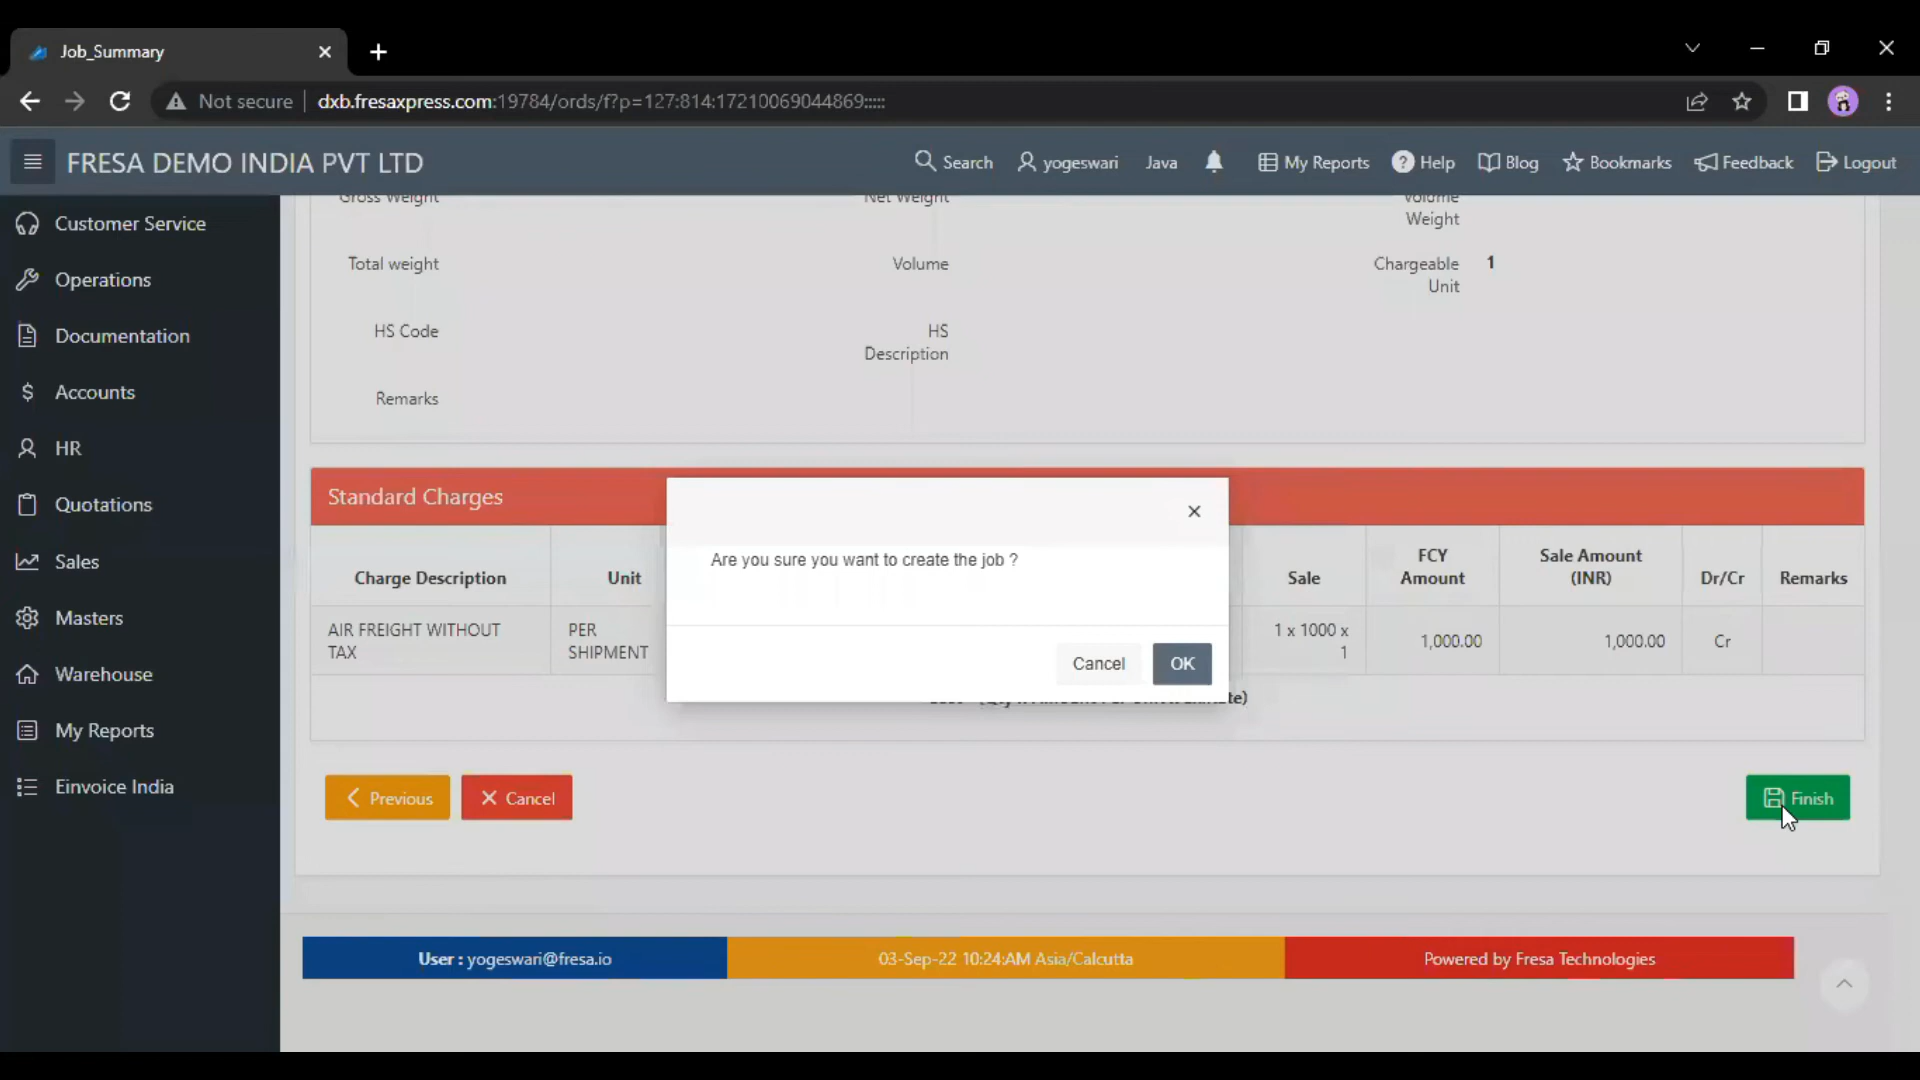 Job_Summary
Not secure
dxb.fresaxpress.com:19784/ords/f?p=127:814:17210069044869:::::
FRESA DEMO INDIA PVT LTD
Search
yogeswari
Java
My Reports
Help
Blog
Bookmarks
Feedback
Logout
Customer Service
Operations
Documentation
Accounts
HR
Quotations
Sales
Masters
Warehouse
My Reports
Einvoice India
Gross Weight
Net Weight
Volume
Weight
Total weight
Volume
Chargeable
Unit
1
HS Code
HS
Description
Remarks
Standard Charges
Charge Description
Unit
Sale
FCY
Amount
Sale Amount
(INR)
Dr/Cr
Remarks
AIR FREIGHT WITHOUT
TAX
PER
SHIPMENT
1 x 1000 x
1
1,000.00
1,000.00
Cr
Are you sure you want to create the job ?
Cancel
OK
Previous
Cancel
Finish
User : yogeswari@fresa.io
03-Sep-22 10:24:AM Asia/Calcutta
Powered by Fresa Technologies